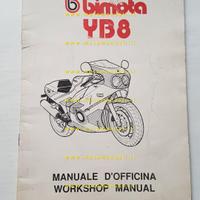 bimota
YB8
MANUALE D'OFFICINA
WORKSHOP MANUAL